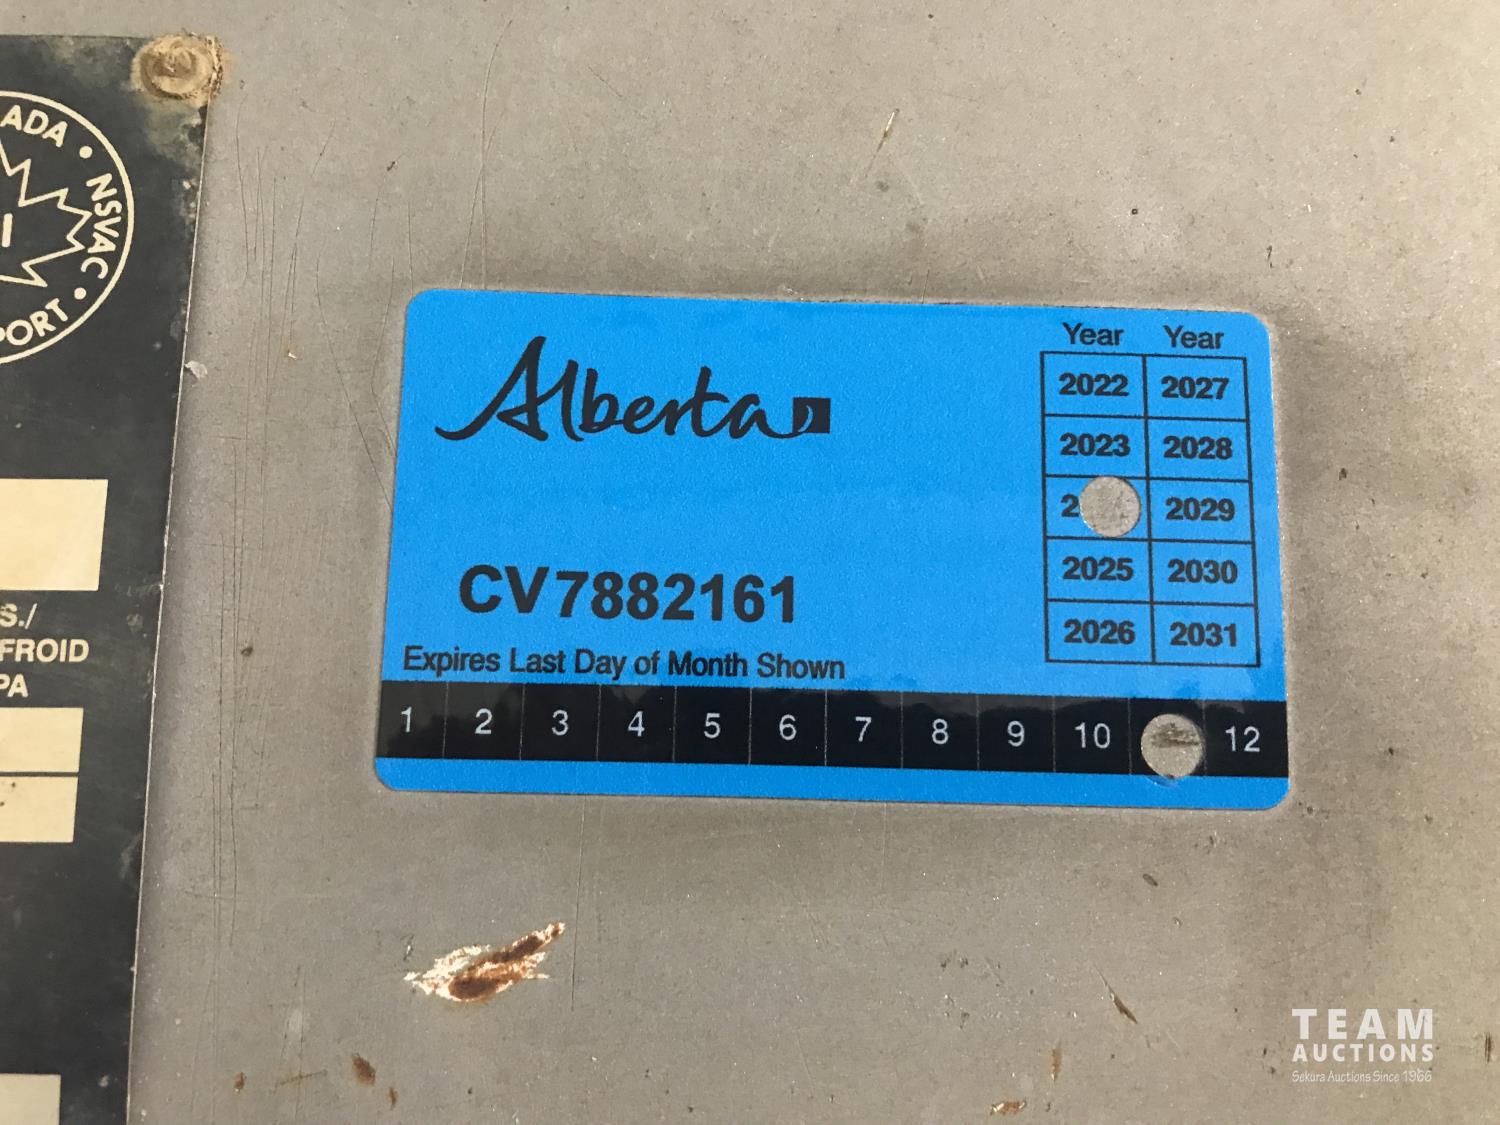 ADA • NSVAC •
PORT
S./
FROID
PA
Alberta
Year Year
2022 2027
2023 2028
2 2029
2025 2030
2026 2031
CV7882161
Expires Last Day of Month Shown
1 2 3 4 5 6 7 8 9 10 12
TEAM
AUCTIONS
Sekura Auctions Since 1966